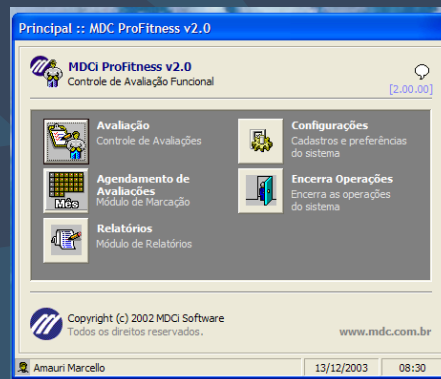 Principal :: MDC ProFitness v2.0
MDCi ProFitness v2.0
Controle de Avaliação Funcional
[2.00.00]
Avaliação
Controle de Avaliações
Configurações
Cadastros e preferências
do sistema
Mês
Agendamento de
Avaliações
Módulo de Marcação
Encerra Operações
Encerra as operações
do sistema
Relatórios
Módulo de Relatórios
Copyright (c) 2002 MDCi Software
Todos os direitos reservados.
www.mdc.com.br
Amauri Marcello
13/12/2003
08:30